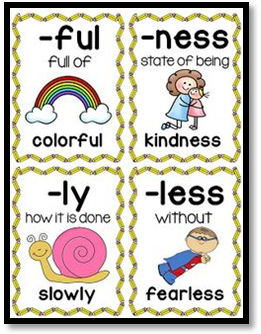 -ful
full of
colorful
-ness
state of being
kindness
-ly
how it is done
slowly
-less
without
fearless